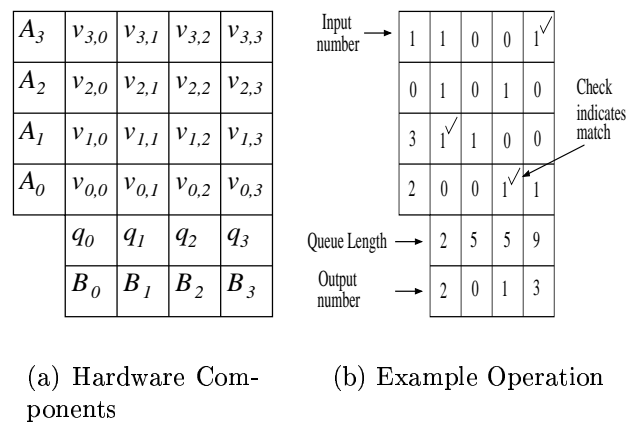 A3 v3,0 v3,1 v3,2 v3,3
A2 v2,0 v2,1 v2,2 v2,3
A1 v1,0 v1,1 v1,2 v1,3
A0 v0,0 v0,1 v0,2 v0,3
q0 q1 q2 q3
B0 B1 B2 B3
(a) Hardware Com-
ponents
Input
number
1 1 0 0 1✓
0 1 0 1 0
3 1✓ 1 0 0
2 0 0 1✓ 1
Check
indicates
match
Queue Length
2 5 5 9
Output
number
2 0 1 3
(b) Example Operation